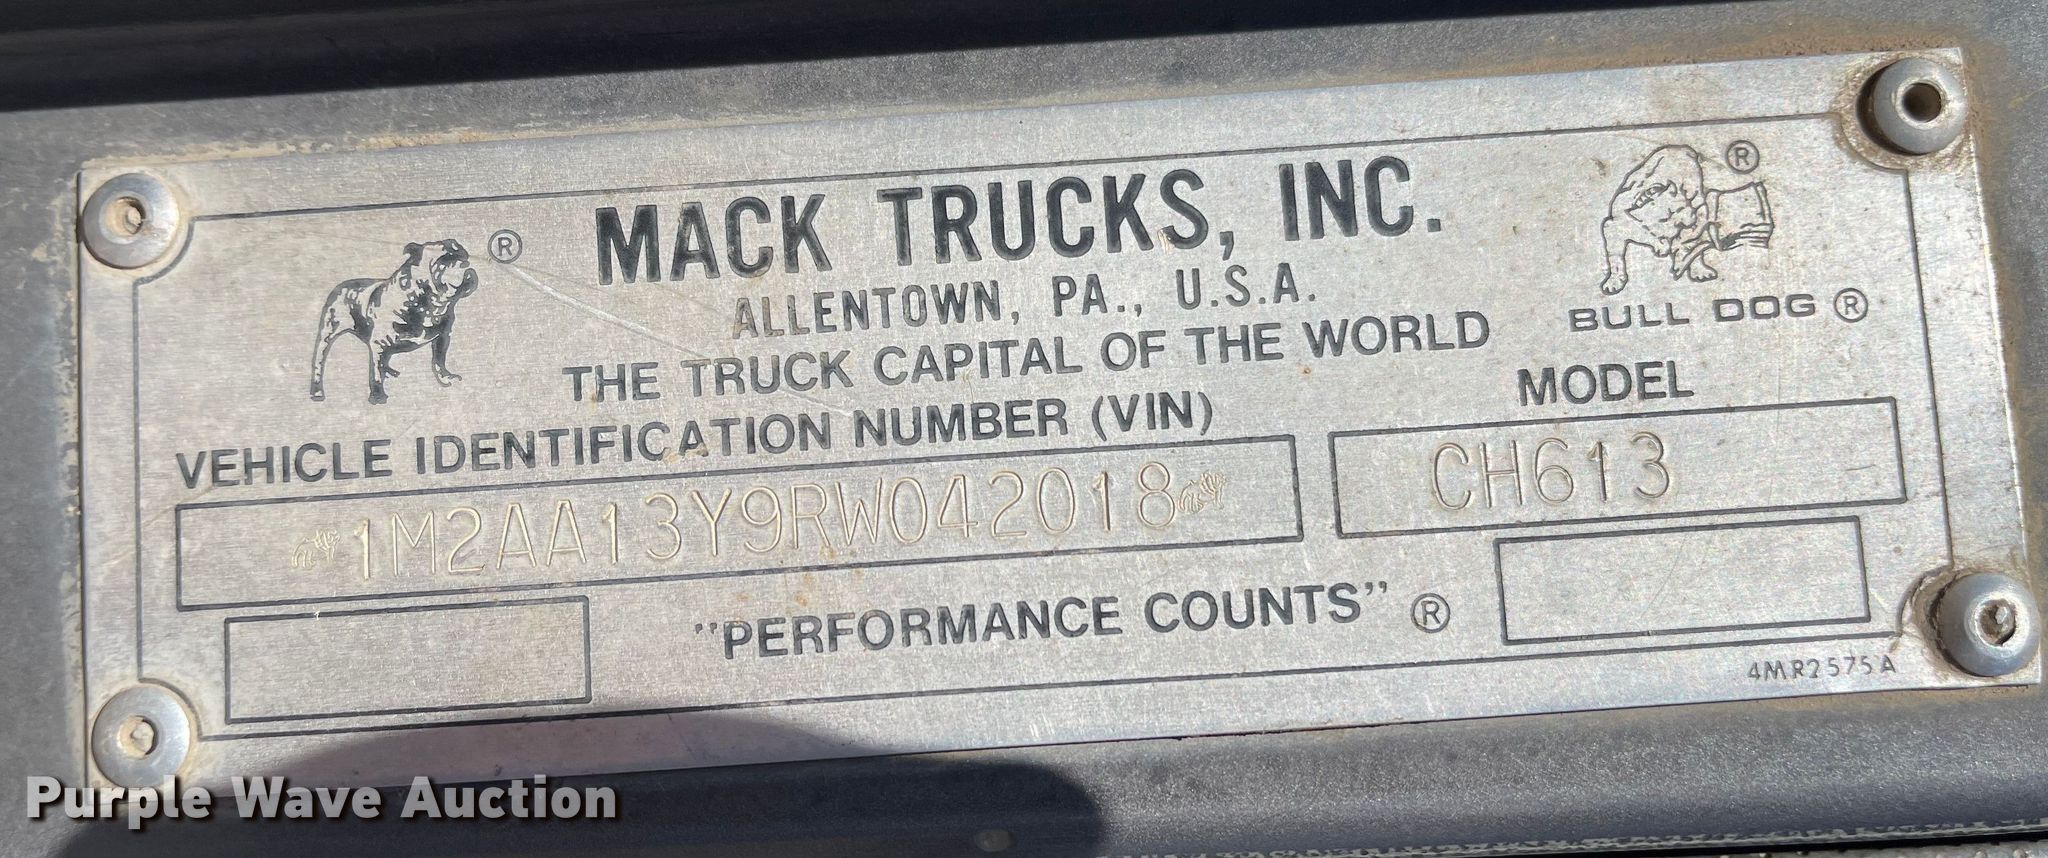 MACK TRUCKS, INC.
ALLENTOWN, PA., U.S.A.
THE TRUCK CAPITAL OF THE WORLD
®
®
BULL DOG ®
VEHICLE IDENTIFICATION NUMBER (VIN)
MODEL
1M2AA13Y9RW042018
CH613
"PERFORMANCE COUNTS" ®
4MR2575A
Purple Wave Auction